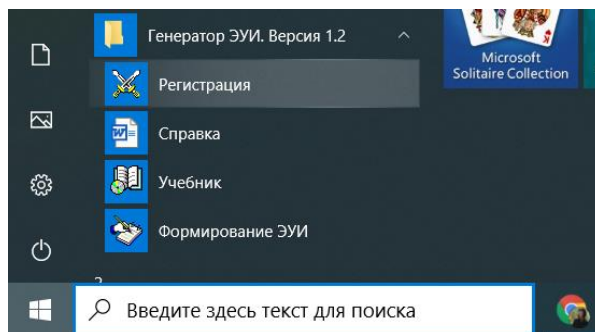 Генератор ЭУИ. Версия 1.2
Microsoft
Solitaire Collection
Регистрация
Справка
Учебник
Формирование ЭУИ
Введите здесь текст для поиска